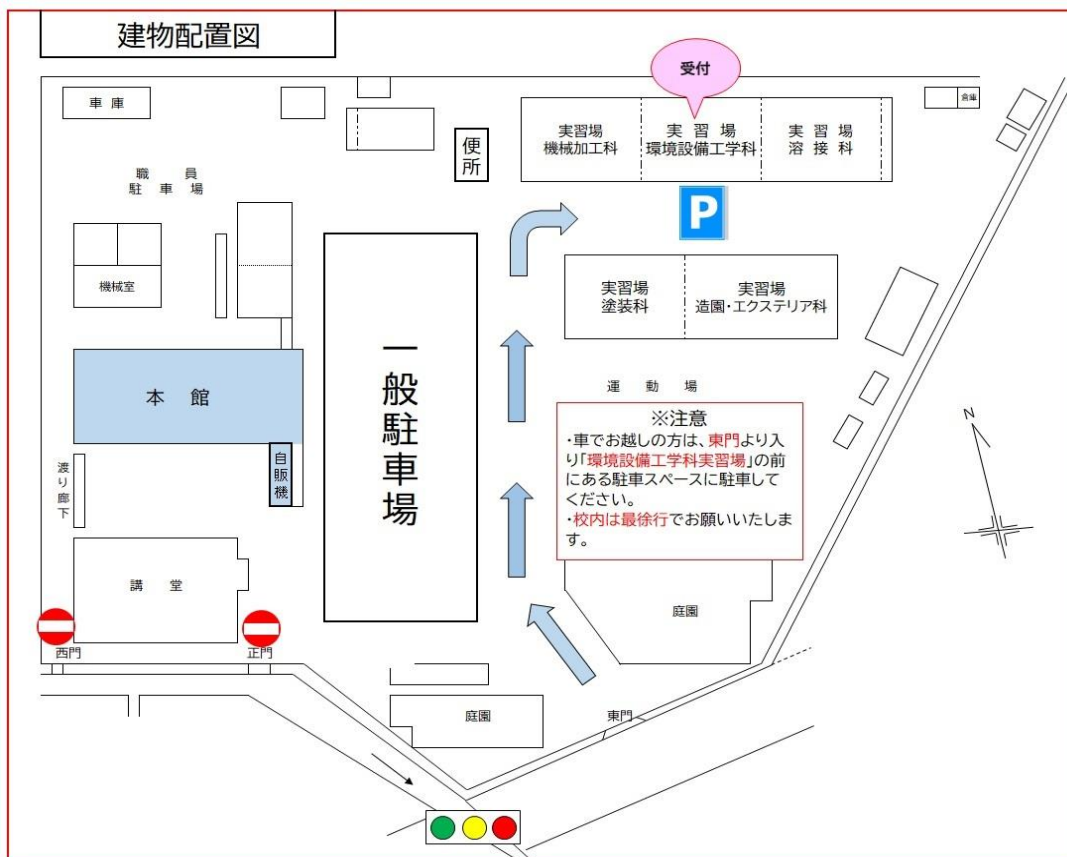 建物配置図
受付
車庫
倉庫
便所
実習場
機械加工科
実習場
環境設備工学科
実習場
溶接科
職員
駐車場
P
機械室
実習場
塗装科
実習場
造園・エクステリア科
一般駐車場
本館
運動場
※注意
・車でお越しの方は、東門より入
り「環境設備工学科実習場」の前
にある駐車スペースに駐車して
ください。
・校内は最徐行でお願いいたしま
す。
N
自販機
渡り廊下
講堂
庭園
西門
正門
庭園
東門